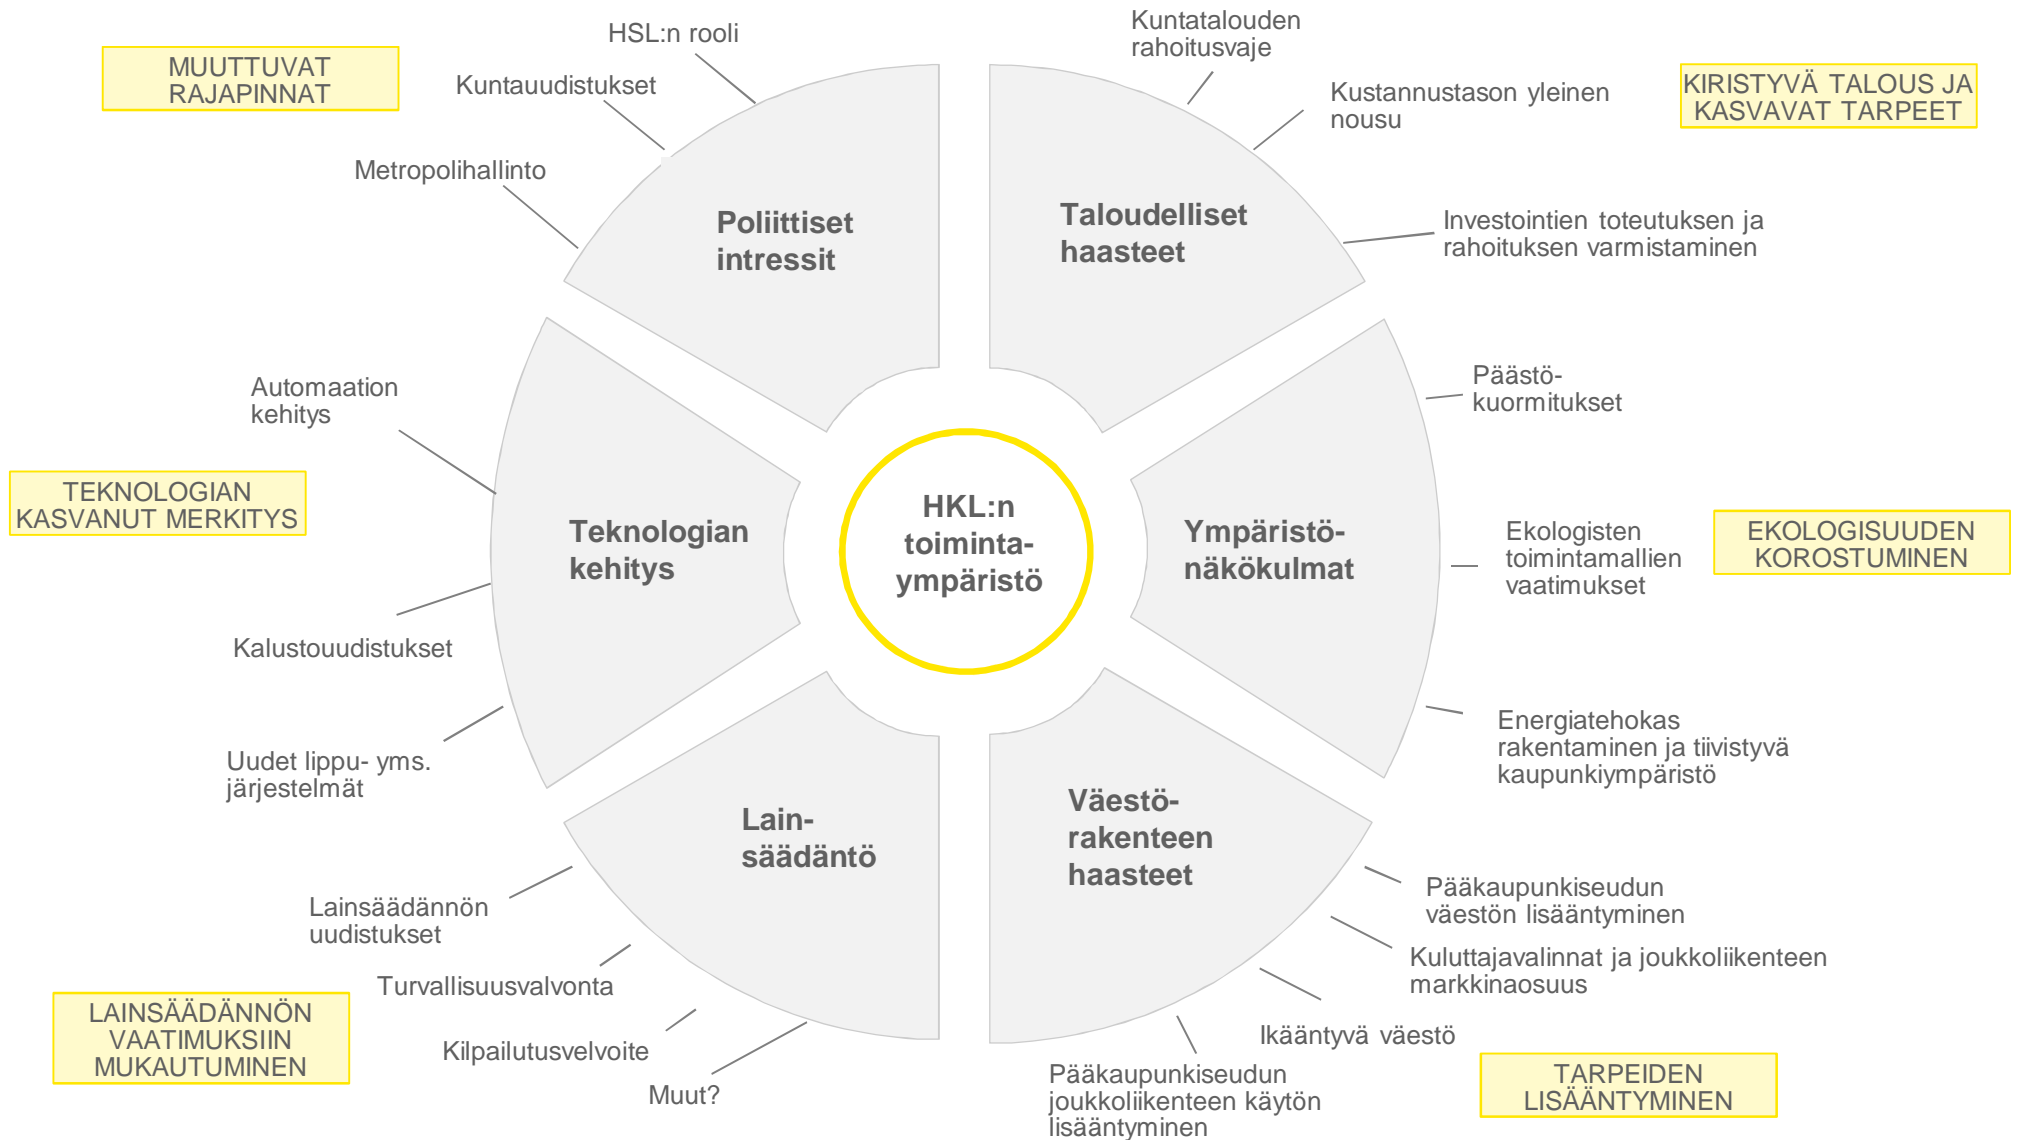 MUUTTUVAT
RAJAPINNAT
HSL:n rooli
Kuntauudistukset
Metropolihallinto
Poliittiset
intressit
Kuntatalouden
rahoitusvaje
Kustannustason yleinen
nousu
Investointien toteutuksen ja
rahoituksen varmistaminen
KIRISTYVÄ TALOUS JA
KASVAVAT TARPEET
Taloudelliset
haasteet
Automaation
kehitys
TEKNOLOGIAN
KASVANUT MERKITYS
Kalustouudistukset
Uudet lippu- yms.
järjestelmät
Teknologian
kehitys
HKL:n
toiminta-
ympäristö
Ympäristö-
näkökulmat
Päästö-
kuormitukset
Ekologisten
toimintamallien
vaatimukset
EKOLOGISUUDEN
KOROSTUMINEN
Energiatehokas
rakentaminen ja tiivistyvä
kaupunkiympäristö
Lain-
säädäntö
Lainsäädännön
uudistukset
Turvallisuusvalvonta
Kilpailutusvelvoite
Muut?
LAINSÄÄDÄNNÖN
VAATIMUKSIIN
MUKAUTUMINEN
Väestö-
rakenteen
haasteet
Pääkaupunkiseudun
väestön lisääntyminen
Kuluttajavalinnat ja joukkoliikenteen
markkinaosuus
Ikääntyvä väestö
Pääkaupunkiseudun
joukkoliikenteen käytön
lisääntyminen
TARPEIDEN
LISÄÄNTYMINEN